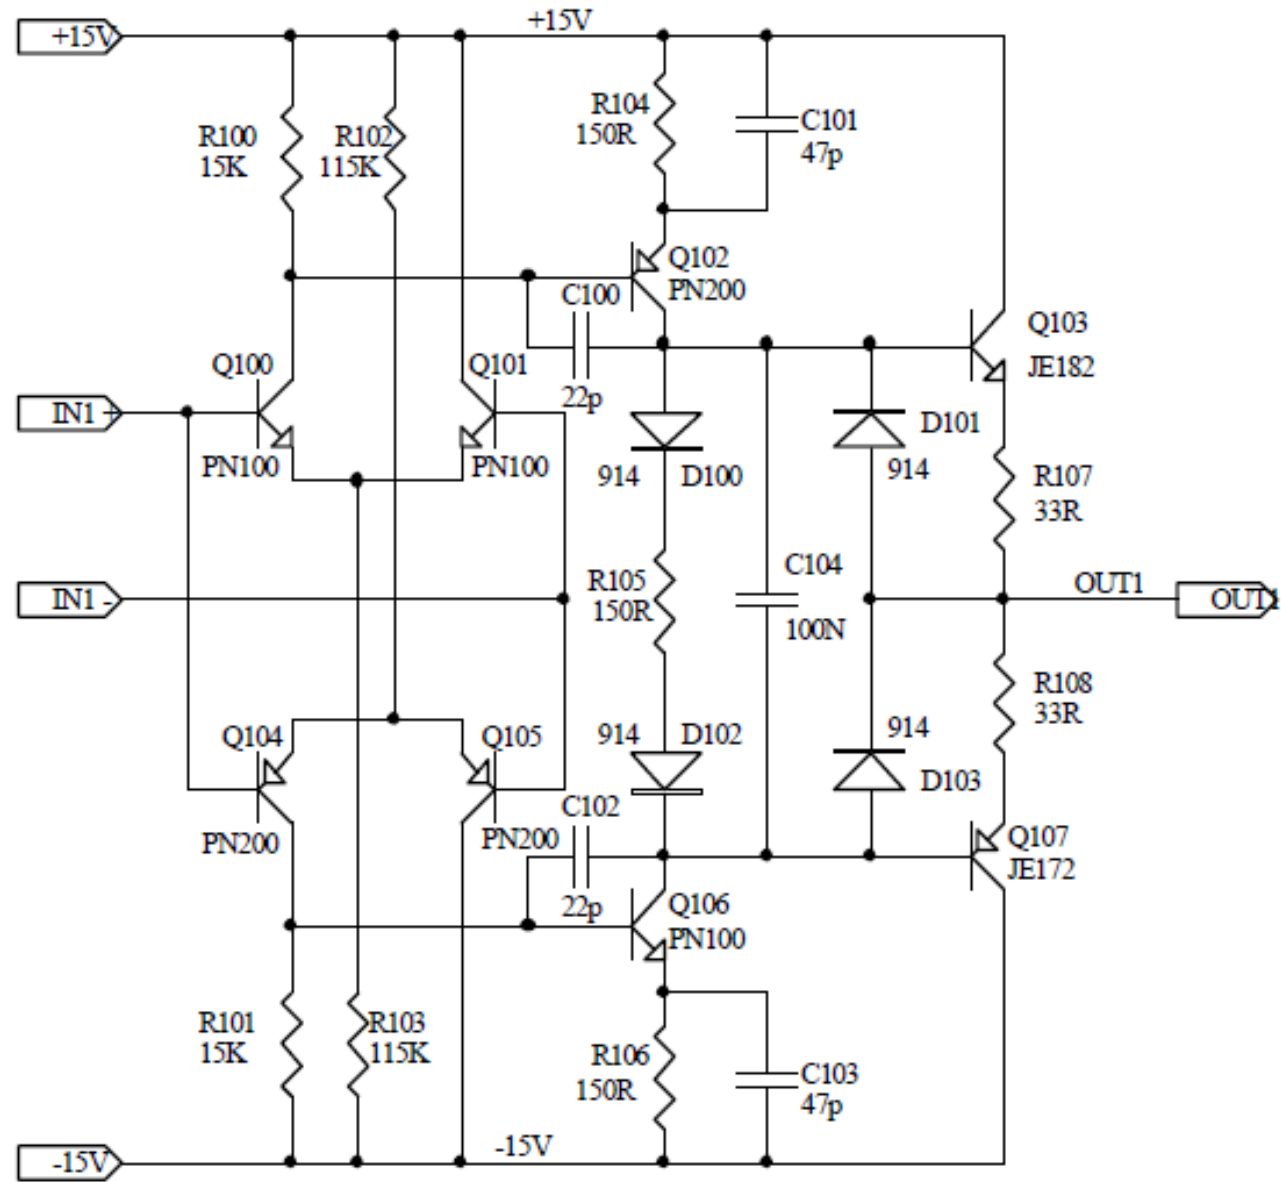 +15V
+15V
R100
15K
R102
115K
R104
150R
C101
47p
Q102
PN200
C100
22p
Q103
JE182
Q100
Q101
IN1 +
PN100
PN100
914
D100
D101
914
R107
33R
C104
100N
R105
150R
IN1 -
OUT1
OUT1
R108
33R
Q104
Q105
914
D102
914
D103
PN200
PN200
C102
22p
Q107
JE172
Q106
PN100
R101
15K
R103
115K
R106
150R
C103
47p
-15V
-15V